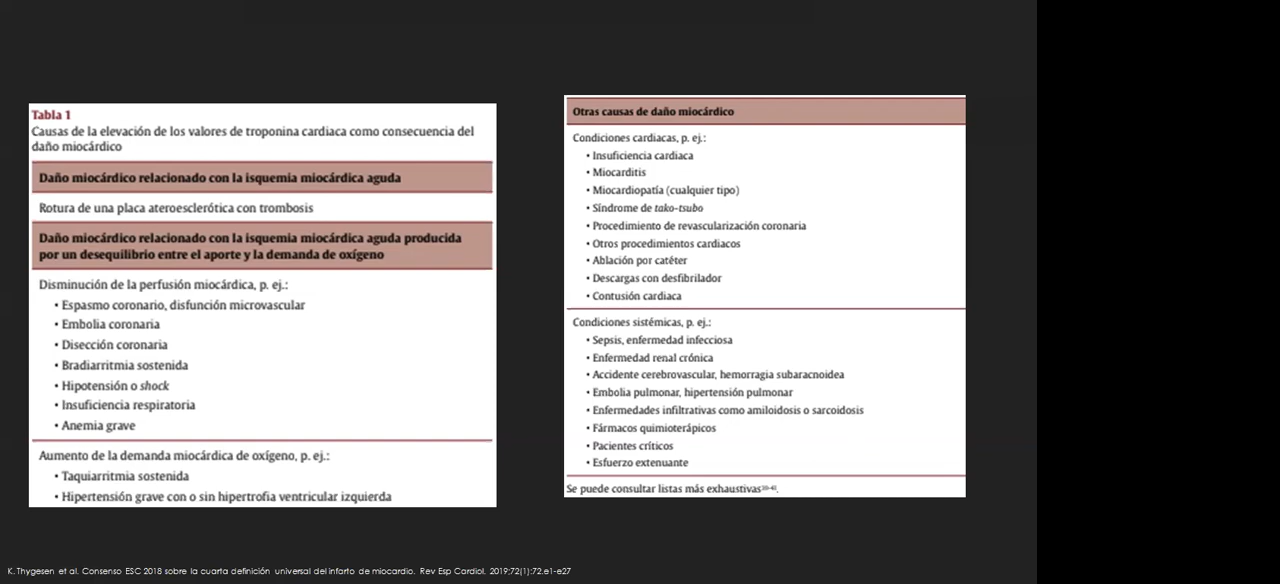 Tabla 1
Causas de la elevación de los valores de troponina cardiaca como consecuencia del
daño miocárdico
Daño miocárdico relacionado con la isquemia miocárdica aguda
Rotura de una placa ateroesclerótica con trombosis
Daño miocárdico relacionado con la isquemia miocárdica aguda producida
por un desequilibrio entre el aporte y la demanda de oxígeno
Disminución de la perfusión miocárdica, p. ej.:
• Espasmo coronario, disfunción microvascular
• Embolia coronaria
• Disección coronaria
• Bradiarritmia sostenida
• Hipotensión o shock
• Insuficiencia respiratoria
• Anemia grave
Aumento de la demanda miocárdica de oxígeno, p. ej.:
• Taquiarritmia sostenida
• Hipertensión grave con o sin hipertrofia ventricular izquierda
Otras causas de daño miocárdico
Condiciones cardiacas, p. ej.:
• Insuficiencia cardiaca
• Miocarditis
• Miocardiopatía (cualquier tipo)
• Síndrome de tako-tsubo
• Procedimiento de revascularización coronaria
• Otros procedimientos cardiacos
• Ablación por catéter
• Descargas con desfibrilador
• Contusión cardiaca
Condiciones sistémicas, p. ej.:
• Sepsis, enfermedad infecciosa
• Enfermedad renal crónica
• Accidente cerebrovascular, hemorragia subaracnoidea
• Embolia pulmonar, hipertensión pulmonar
• Enfermedades infiltrativas como amiloidosis o sarcoidosis
• Fármacos quimioterápicos
• Pacientes críticos
• Esfuerzo extenuante
Se puede consultar listas más exhaustivas
K. Thygesen et al. Consenso ESC 2018 sobre la cuarta definición universal del infarto de miocardio. Rev Esp Cardiol. 2019;72(1):72.e1-e27